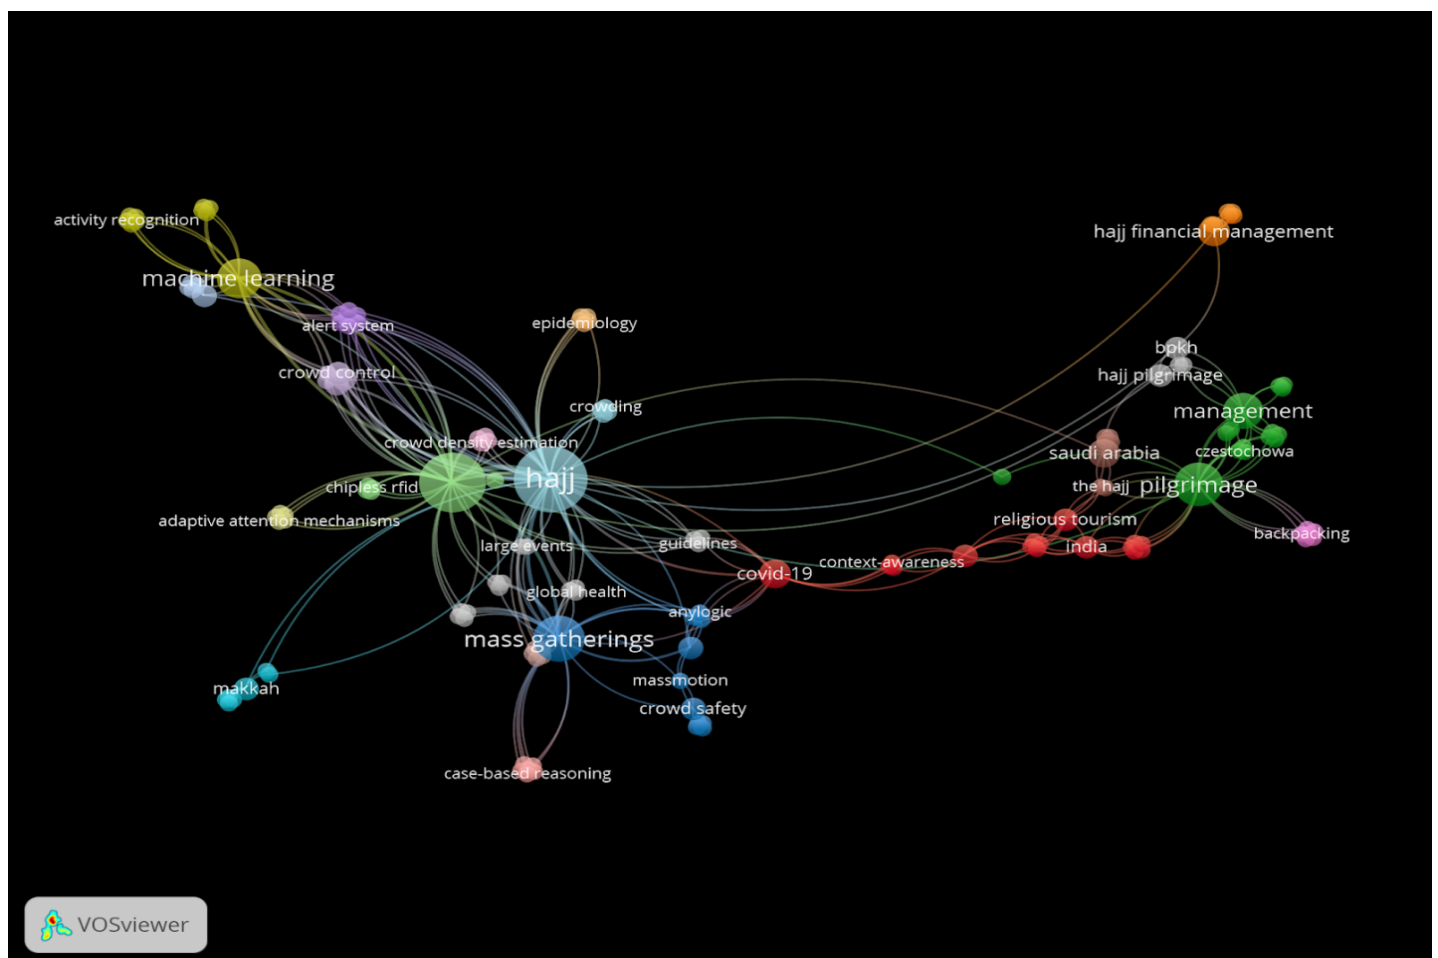 activity recognition
hajj financial management
machine learning
alert system
epidemiology
bpkh
crowd control
hajj pilgrimage
crowding
management
crowd density estimation
saudi arabia
czestochowa
hajj
chipless rfid
the hajj
pilgrimage
adaptive attention mechanisms
religious tourism
backpacking
large events
guidelines
india
context-awareness
covid-19
global health
anylogic
mass gatherings
massmotion
makkah
crowd safety
case-based reasoning
VOSviewer